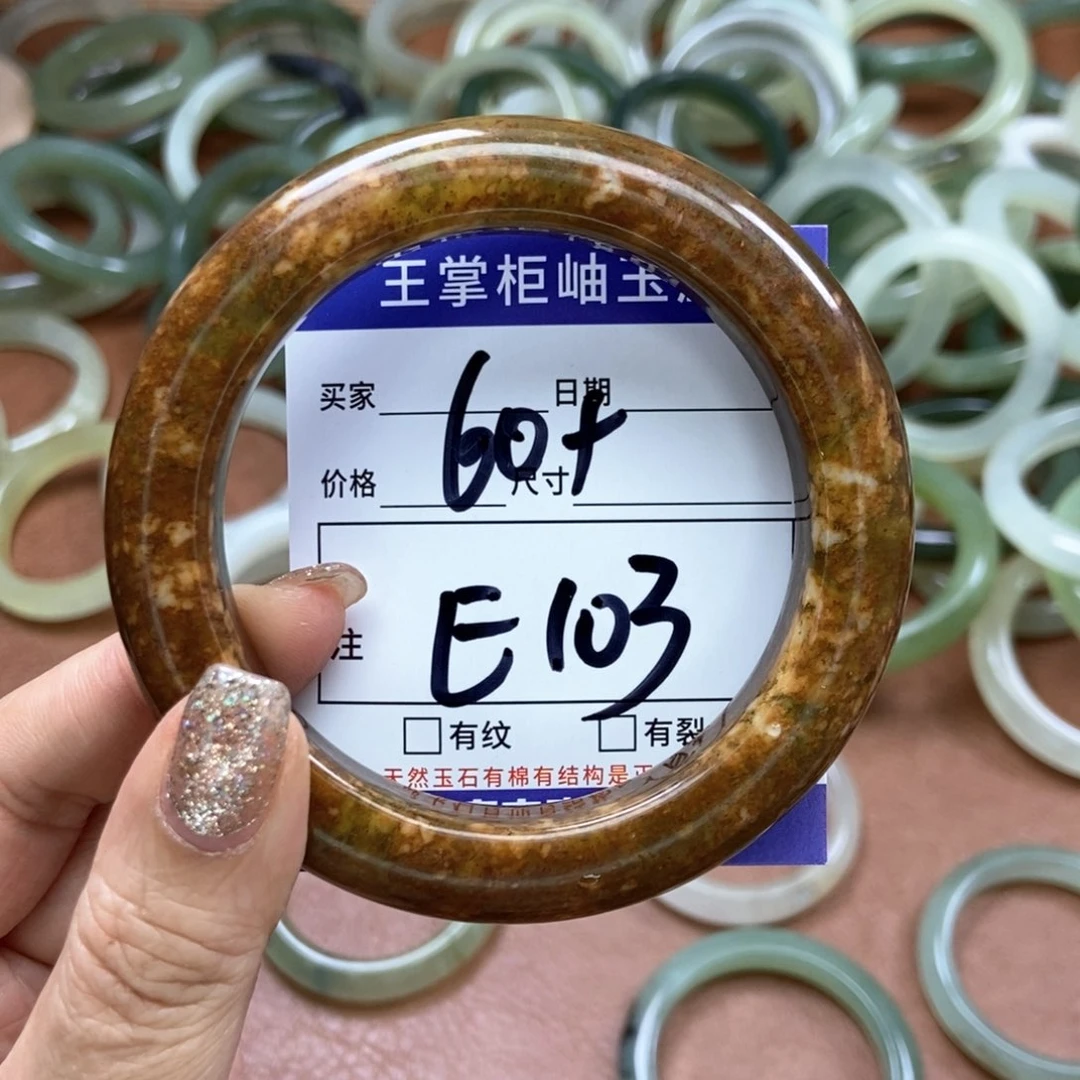 王掌柜岫玉
买家 日期
60+
价格 尺寸
E103
注
有纹 有裂
天然玉石有棉有结构是正